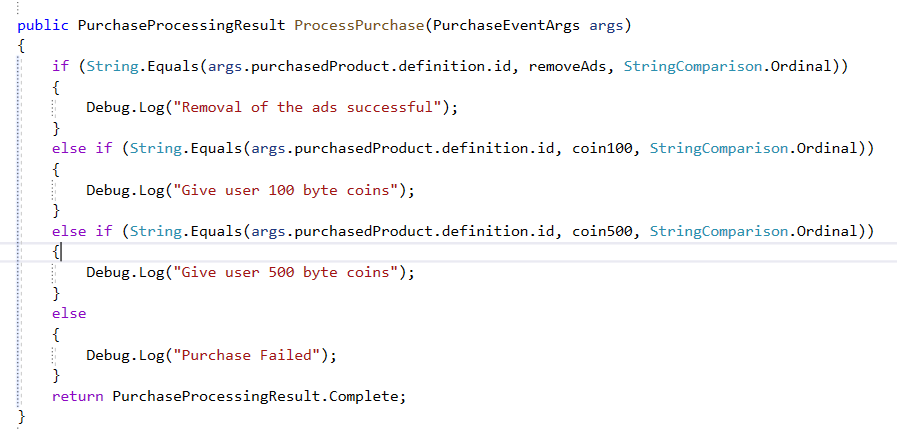 public PurchaseProcessingResult ProcessPurchase(PurchaseEventArgs args)
{
    if (String.Equals(args.purchasedProduct.definition.id, removeAds, StringComparison.Ordinal))
    {
        Debug.Log("Removal of the ads successful");
    }
    else if (String.Equals(args.purchasedProduct.definition.id, coin100, StringComparison.Ordinal))
    {
        Debug.Log("Give user 100 byte coins");
    }
    else if (String.Equals(args.purchasedProduct.definition.id, coin500, StringComparison.Ordinal))
    {
        Debug.Log("Give user 500 byte coins");
    }
    else
    {
        Debug.Log("Purchase Failed");
    }
    return PurchaseProcessingResult.Complete;
}